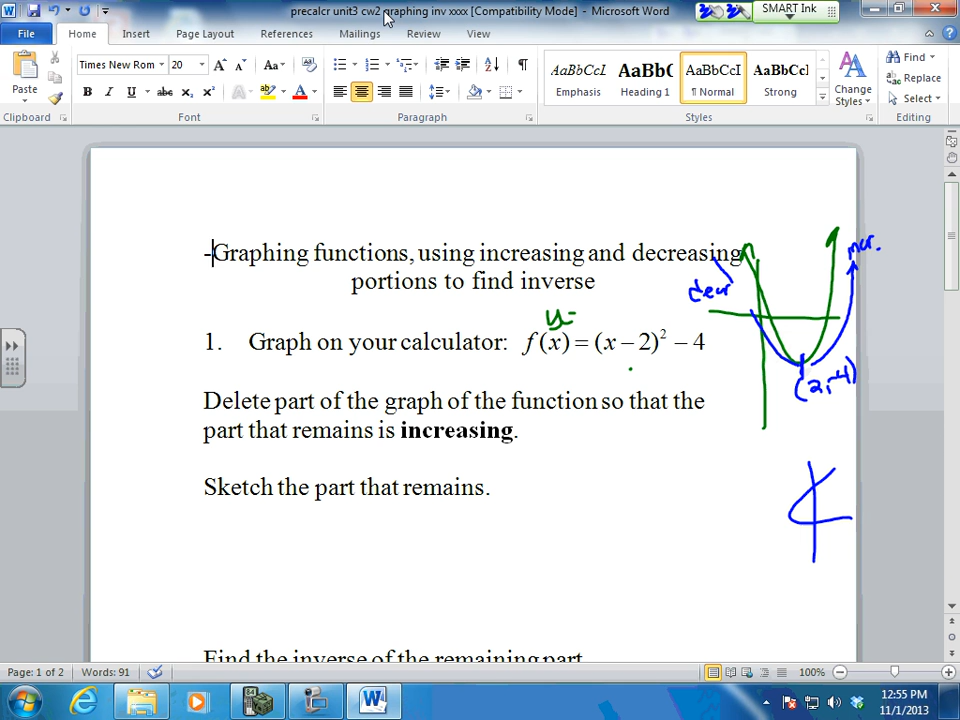 precalcr unit3 cw2 graphing inv xxxx [Compatibility Mode] - Microsoft Word
SMART Ink
File Home Insert Page Layout References Mailings Review View
Paste
Clipboard
Times New Rom 20
Font
Paragraph
AaBbCcI AaBbC AaBbCcI AaBbCcl
Emphasis Heading 1 ¶ Normal Strong
Styles
Change Styles
Find
Replace
Select
Editing
-Graphing functions, using increasing and decreasing
portions to find inverse
incr.
decr
y=
1. Graph on your calculator: f(x) = (x − 2)² − 4
(2,-4)
Delete part of the graph of the function so that the
part that remains is increasing.
Sketch the part that remains.
Find the inverse of the remaining part
Page: 1 of 2 Words: 91 100%
12:55 PM
11/1/2013